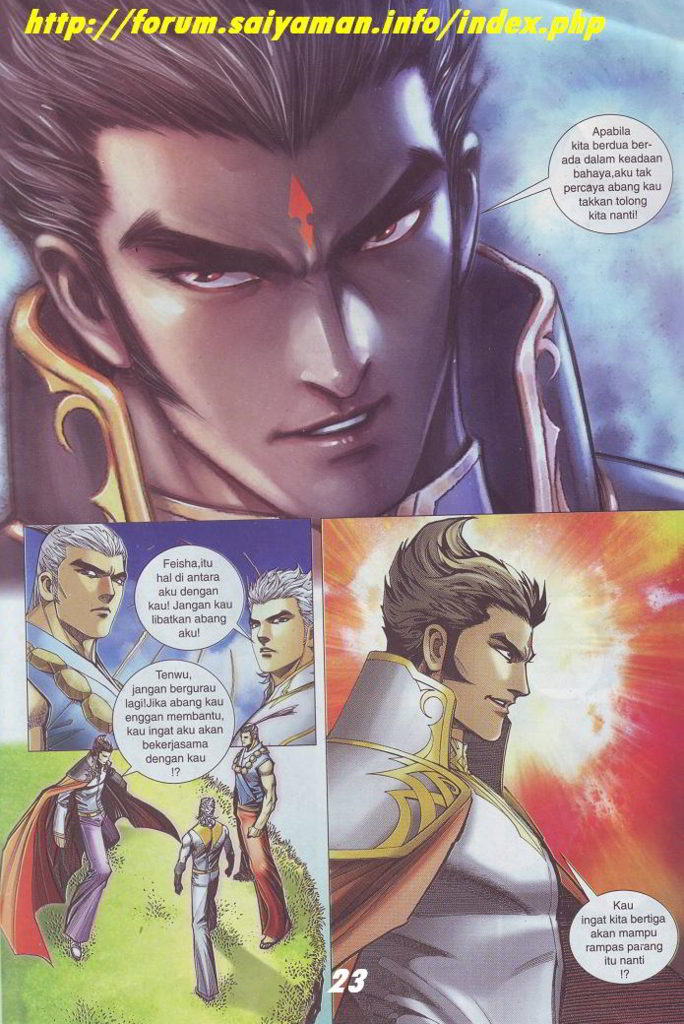 http://forum.saiyaman.info/index.php
Apabila
kita berdua ber-
ada dalam keadaan
bahaya,aku tak
percaya abang kau
takkan tolong
kita nanti!
Feisha,itu
hal di antara
aku dengan
kau! Jangan kau
libatkan abang
aku!
Tenwu,
jangan bergurau
lagi!Jika abang kau
enggan membantu,
kau ingat aku akan
bekerjasama
dengan kau
!?
Kau
ingat kita bertiga
akan mampu
rampas parang
itu nanti
!?
23